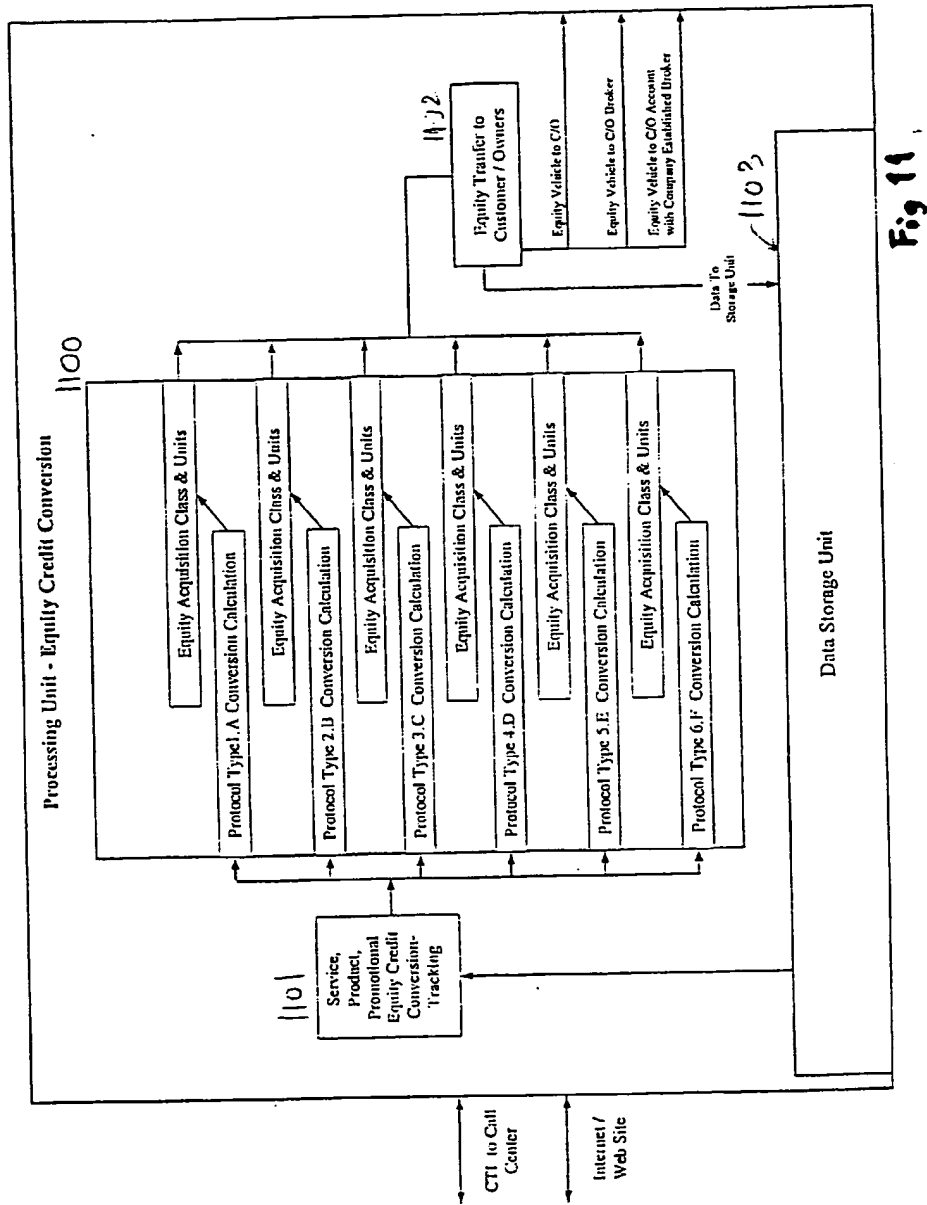 Processing Unit - Equity Credit Conversion
1100
1101
Service,
Product,
Promotional
Equity Credit
Conversion-
Tracking
Equity Acquisition Class & Units
Protocol Type1.A Conversion Calculation
Equity Acquisition Class & Units
Protocol Type 2.B Conversion Calculation
Equity Acquisition Class & Units
Protocol Type 3.C Conversion Calculation
Equity Acquisition Class & Units
Protocol Type 4.D Conversion Calculation
Equity Acquisition Class & Units
Protocol Type 5.E Conversion Calculation
Equity Acquisition Class & Units
Protocol Type 6.F Conversion Calculation
1102
Equity Tranfer to
Customer / Owners
Equity Vehicle to C/O
Equity Vehicle to C/O Broker
Equity Vehicle to C/O Account
with Company Established Broker
Data To
Storage Unit
1103
Data Storage Unit
CTI to Call
Center
Internet /
Web Site
Fig 11